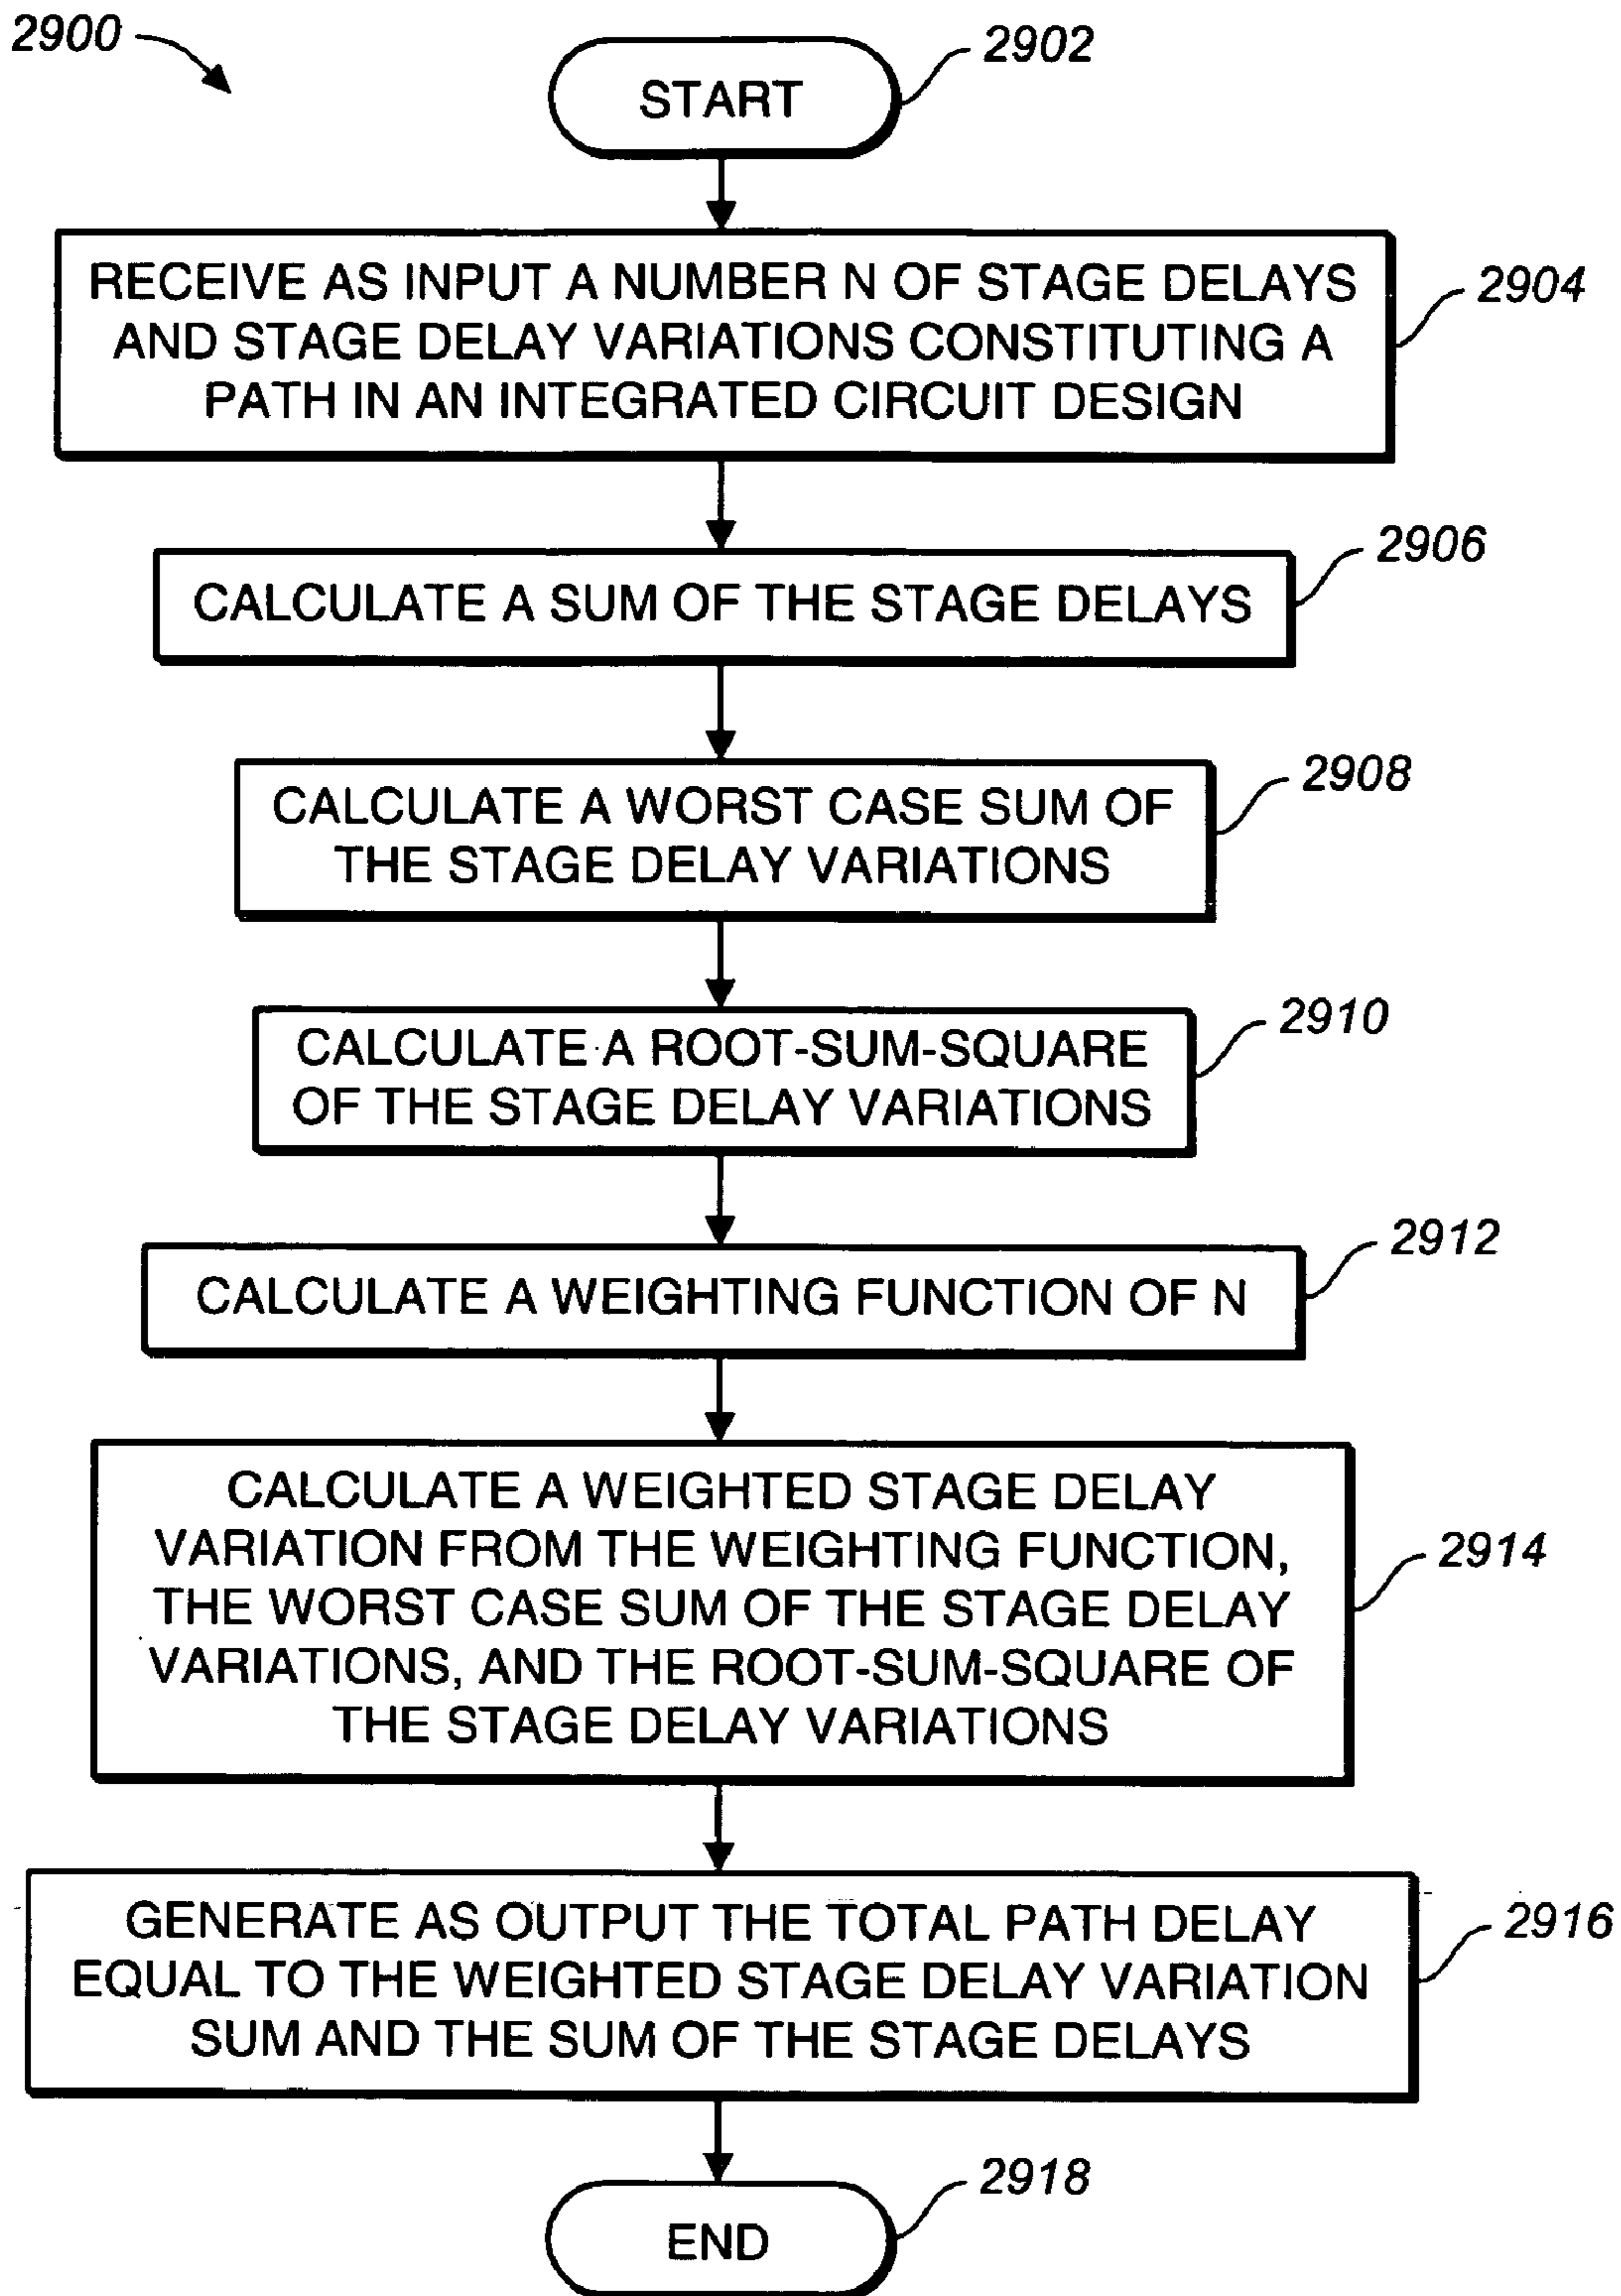 2900
2902
START
RECEIVE AS INPUT A NUMBER N OF STAGE DELAYS
AND STAGE DELAY VARIATIONS CONSTITUTING A
PATH IN AN INTEGRATED CIRCUIT DESIGN
2904
2906
CALCULATE A SUM OF THE STAGE DELAYS
2908
CALCULATE A WORST CASE SUM OF
THE STAGE DELAY VARIATIONS
2910
CALCULATE A ROOT-SUM-SQUARE
OF THE STAGE DELAY VARIATIONS
2912
CALCULATE A WEIGHTING FUNCTION OF N
CALCULATE A WEIGHTED STAGE DELAY
VARIATION FROM THE WEIGHTING FUNCTION,
THE WORST CASE SUM OF THE STAGE DELAY
VARIATIONS, AND THE ROOT-SUM-SQUARE OF
THE STAGE DELAY VARIATIONS
2914
GENERATE AS OUTPUT THE TOTAL PATH DELAY
EQUAL TO THE WEIGHTED STAGE DELAY VARIATION
SUM AND THE SUM OF THE STAGE DELAYS
2916
2918
END